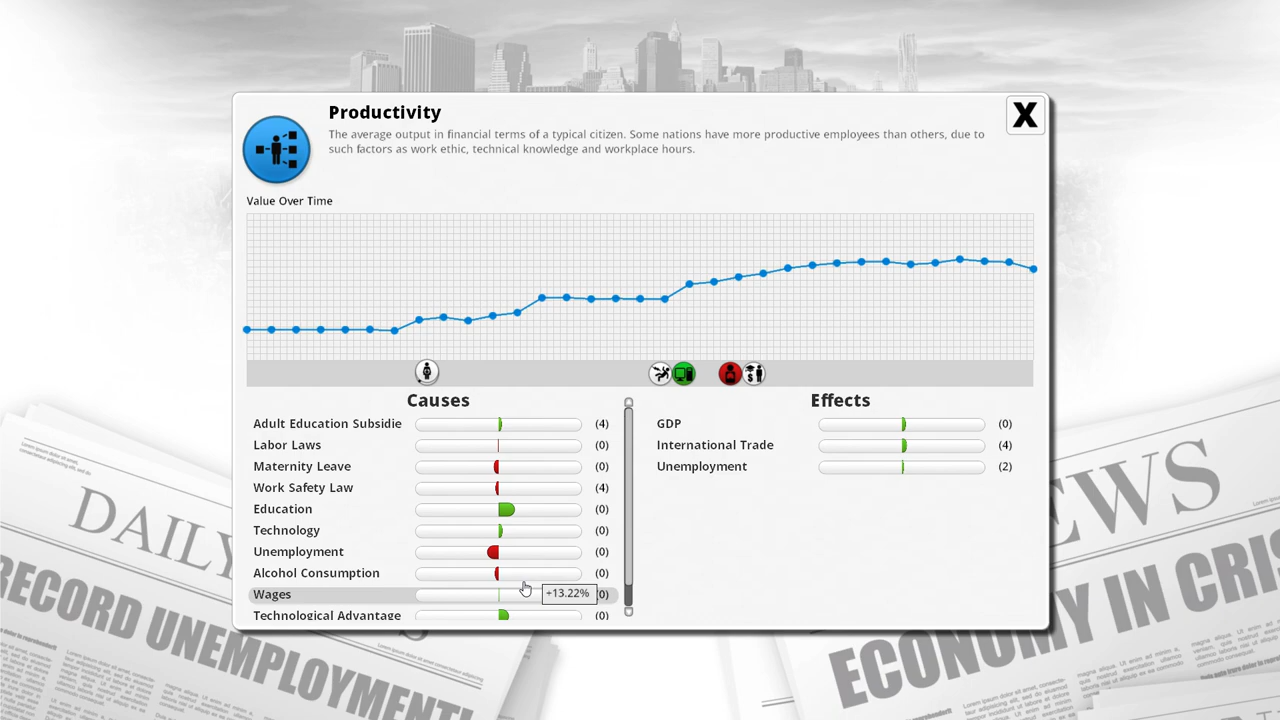 Productivity
X
The average output in financial terms of a typical citizen. Some nations have more productive employees than others, due to
such factors as work ethic, technical knowledge and workplace hours.
Value Over Time
Causes
Adult Education Subsidie (4)
Labor Laws (0)
Maternity Leave (0)
Work Safety Law (4)
Education (0)
Technology (0)
Unemployment (0)
Alcohol Consumption (0)
Wages +13.22% 0)
Technological Advantage (0)
Effects
GDP (0)
International Trade (4)
Unemployment (2)
DAILY
RECORD UNEMPLOYMENT!
EWS
ECONOMY IN CRIS